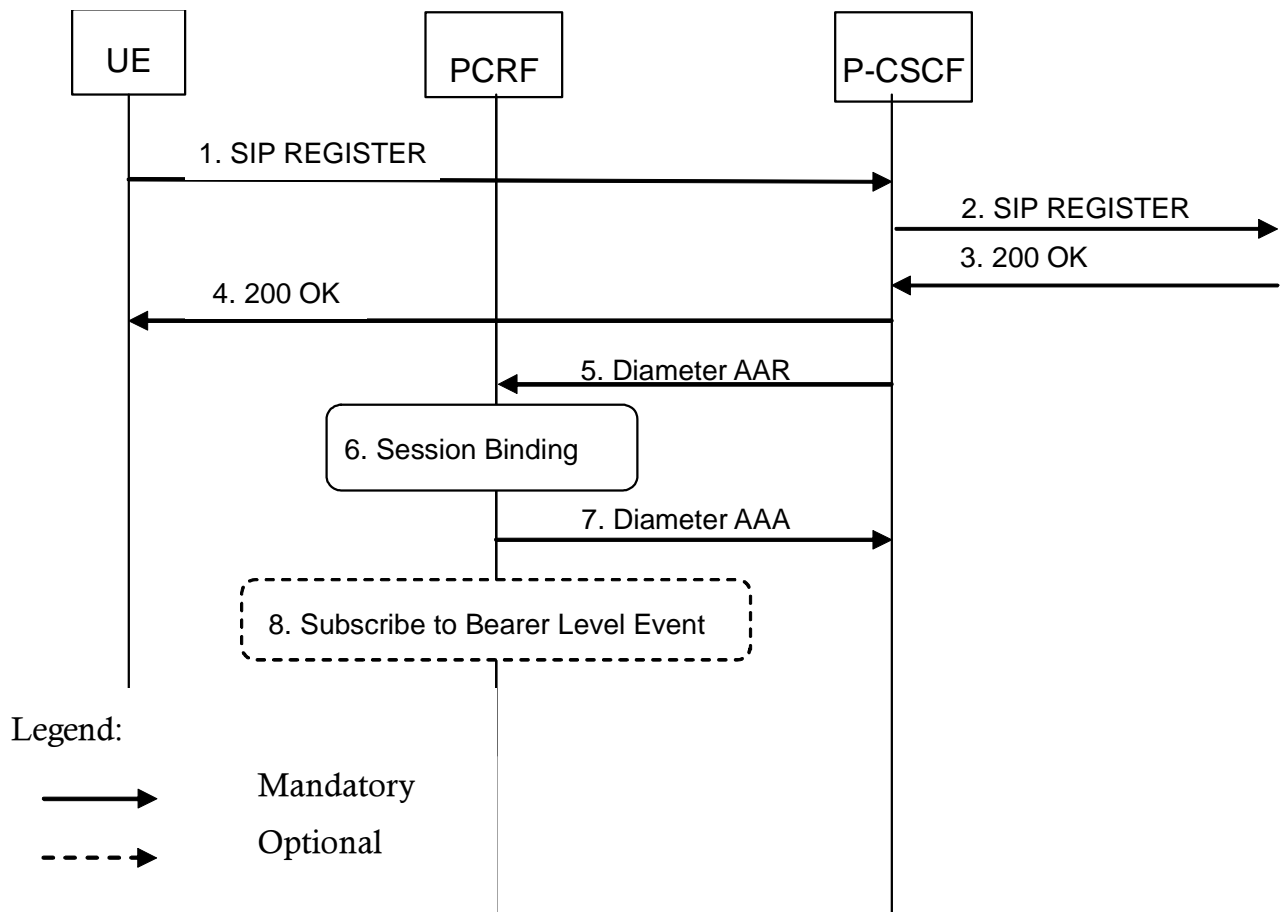 UE
PCRF
P-CSCF
1. SIP REGISTER
2. SIP REGISTER
3. 200 OK
4. 200 OK
5. Diameter AAR
6. Session Binding
7. Diameter AAA
8. Subscribe to Bearer Level Event
Legend:
Mandatory
Optional